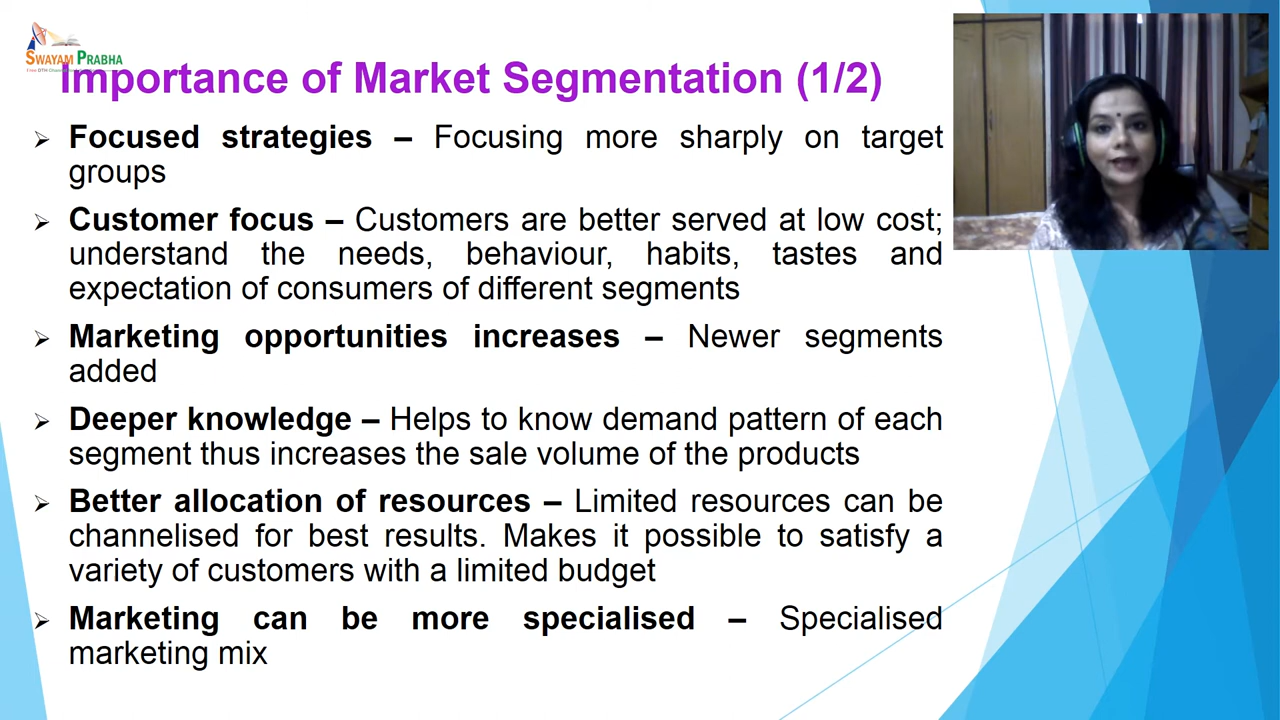 SWAYAM PRABHA
Importance of Market Segmentation (1/2)
➢ Focused strategies – Focusing more sharply on target
groups
➢ Customer focus – Customers are better served at low cost;
understand the needs, behaviour, habits, tastes and
expectation of consumers of different segments
➢ Marketing opportunities increases – Newer segments
added
➢ Deeper knowledge – Helps to know demand pattern of each
segment thus increases the sale volume of the products
➢ Better allocation of resources – Limited resources can be
channelised for best results. Makes it possible to satisfy a
variety of customers with a limited budget
➢ Marketing can be more specialised – Specialised
marketing mix